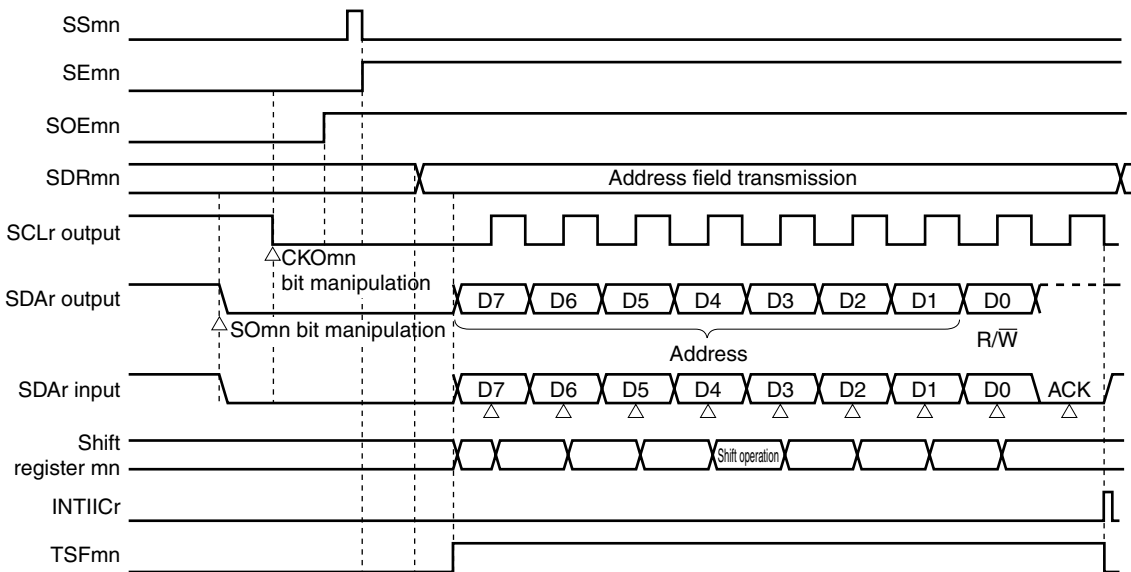 SSmn
SEmn
SOEmn
SDRmn Address field transmission
SCLr output
CKOmn
bit manipulation
SDAr output D7 D6 D5 D4 D3 D2 D1 D0
SOmn bit manipulation
Address
R/W̅
SDAr input D7 D6 D5 D4 D3 D2 D1 D0 ACK
Shift
register mn
Shift operation
INTIICr
TSFmn